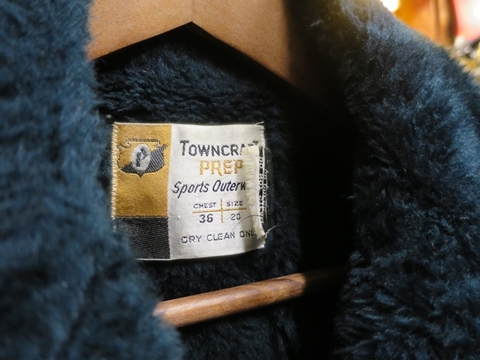 P
TOWNCRAFT
PREP
Sports Outerw
CHEST SIZE
36 20
DRY CLEAN ONL